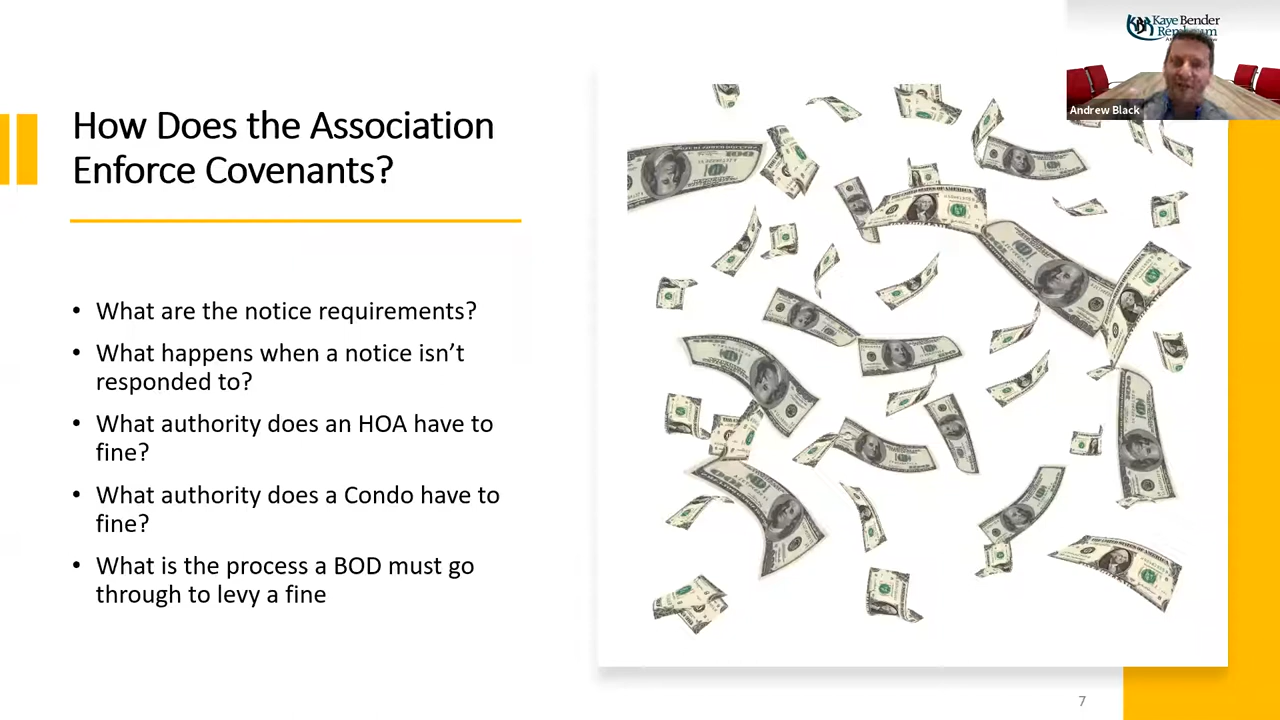 Kaye Bender
Rembaum
Andrew Black
How Does the Association
Enforce Covenants?
• What are the notice requirements?
• What happens when a notice isn’t
responded to?
• What authority does an HOA have to
fine?
• What authority does a Condo have to
fine?
• What is the process a BOD must go
through to levy a fine
7